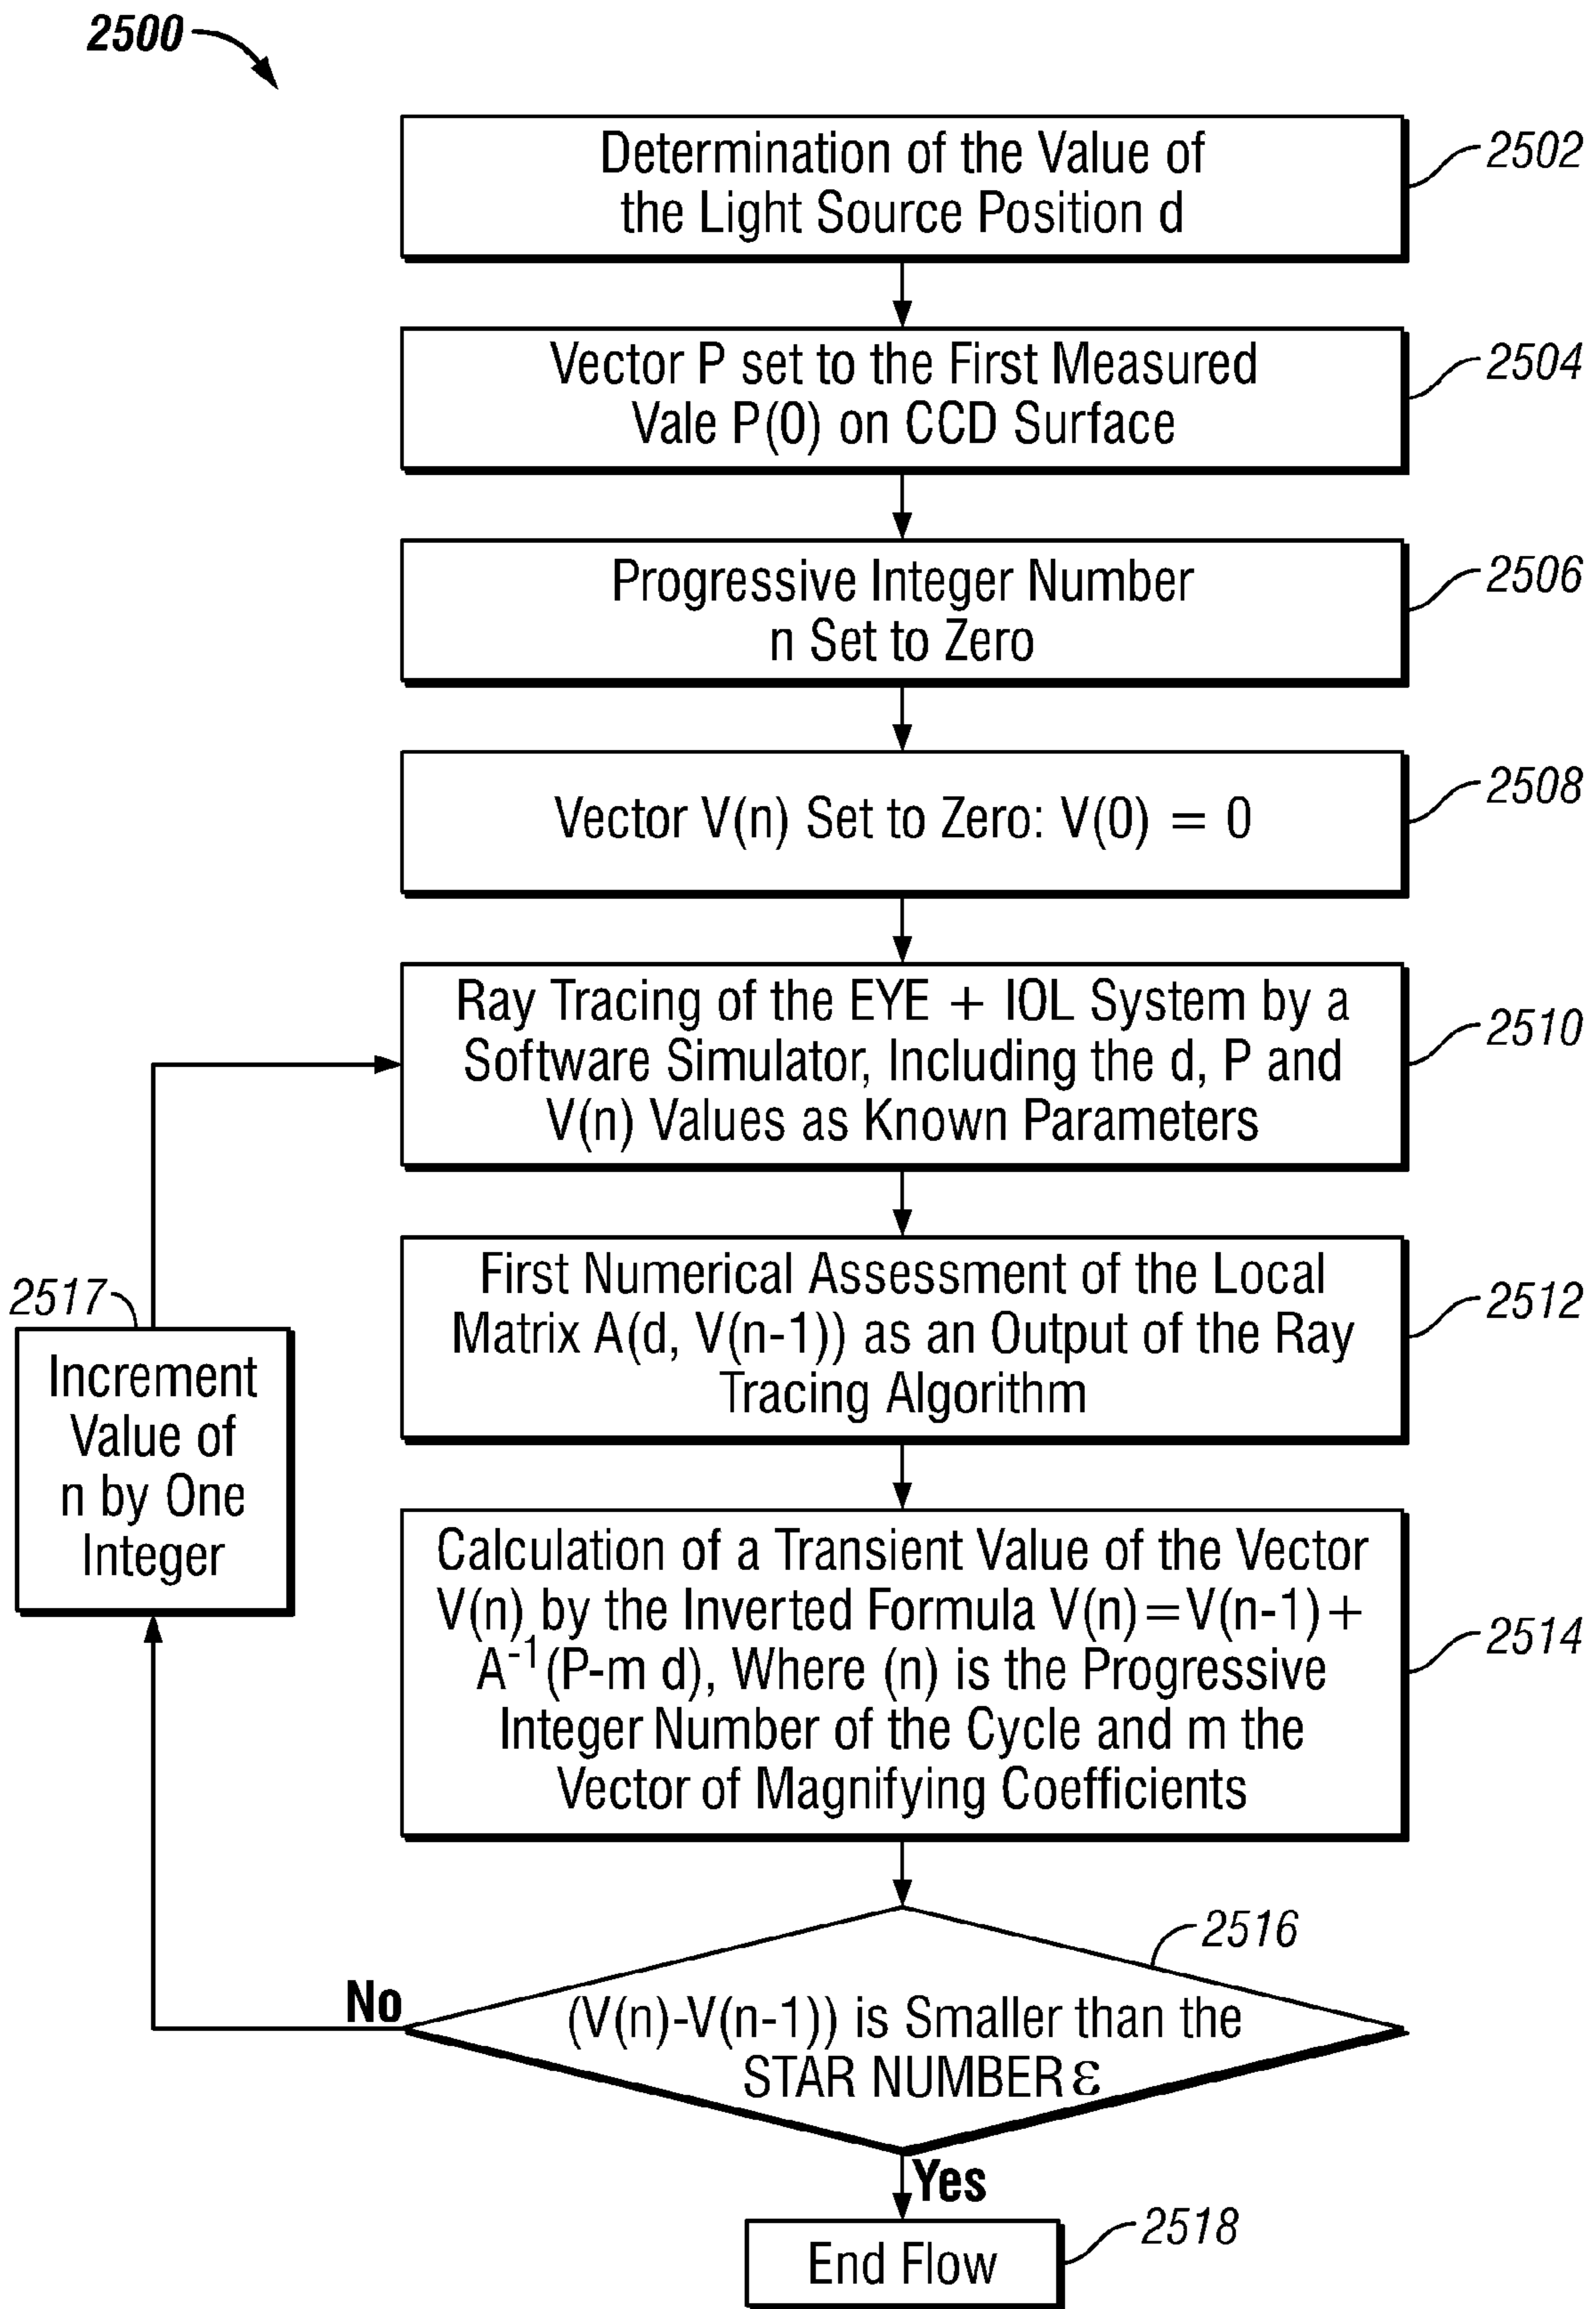 2500
Determination of the Value of
the Light Source Position d
2502
Vector P set to the First Measured
Vale P(0) on CCD Surface
2504
Progressive Integer Number
n Set to Zero
2506
Vector V(n) Set to Zero: V(0) = 0
2508
Ray Tracing of the EYE + IOL System by a
Software Simulator, Including the d, P and
V(n) Values as Known Parameters
2510
First Numerical Assessment of the Local
Matrix A(d, V(n-1)) as an Output of the Ray
Tracing Algorithm
2512
2517
Increment
Value of
n by One
Integer
Calculation of a Transient Value of the Vector
V(n) by the Inverted Formula V(n)=V(n-1)+
A⁻¹(P-m d), Where (n) is the Progressive
Integer Number of the Cycle and m the
Vector of Magnifying Coefficients
2514
2516
No
(V(n)-V(n-1)) is Smaller than the
STAR NUMBER ε
Yes
End Flow
2518